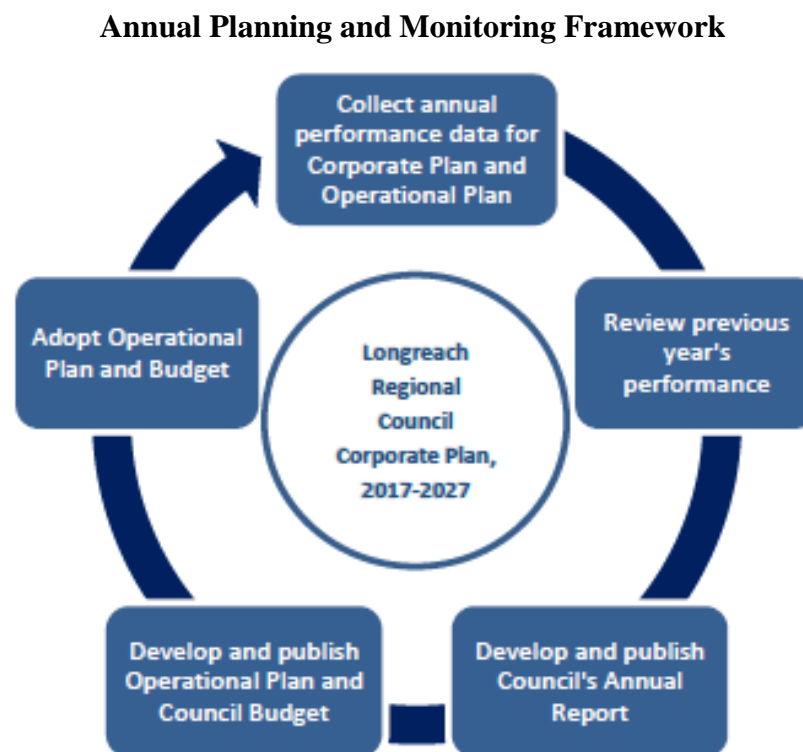 Annual Planning and Monitoring Framework
Collect annual
performance data for
Corporate Plan and
Operational Plan
Review previous
year's
performance
Develop and publish
Council's Annual
Report
Develop and publish
Operational Plan and
Council Budget
Adopt Operational
Plan and Budget
Longreach
Regional
Council
Corporate Plan,
2017-2027